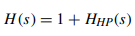 H(s) = 1 + H_{HP}(s)